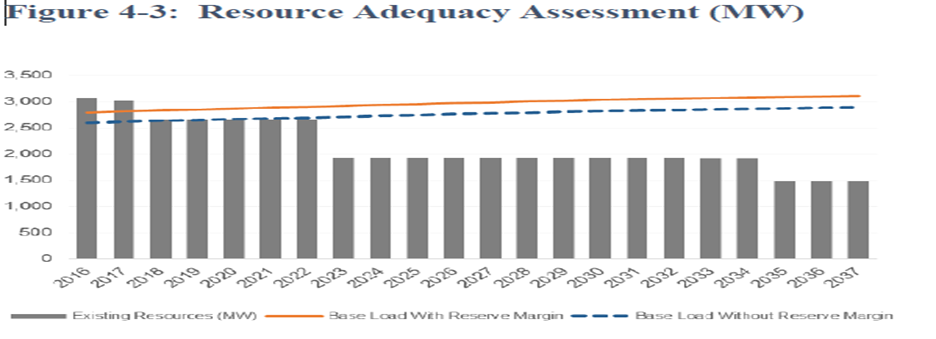 Figure 4-3: Resource Adequacy Assessment (MW)
3,500
3,000
2,500
2,000
1,500
1,000
500
0
2016 2017 2018 2019 2020 2021 2022 2023 2024 2025 2026 2027 2028 2029 2030 2031 2032 2033 2034 2035 2036 2037
Existing Resources (MW) Base Load With Reserve Margin Base Load Without Reserve Margin